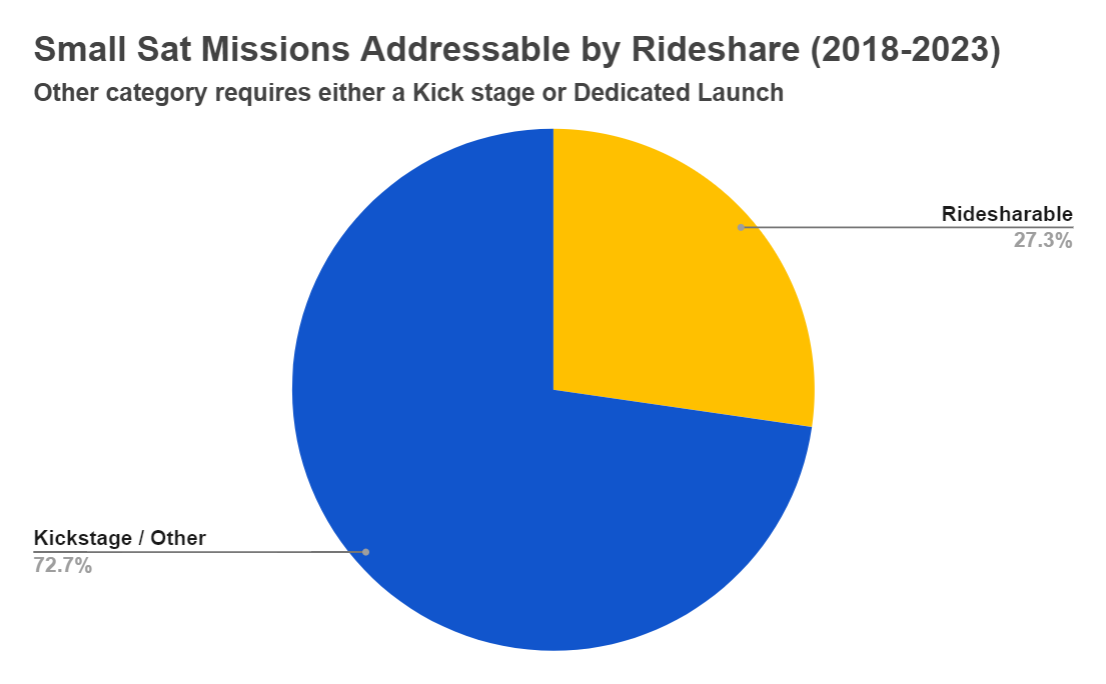 Small Sat Missions Addressable by Rideshare (2018-2023)
Other category requires either a Kick stage or Dedicated Launch
Ridesharable
27.3%
Kickstage / Other
72.7%